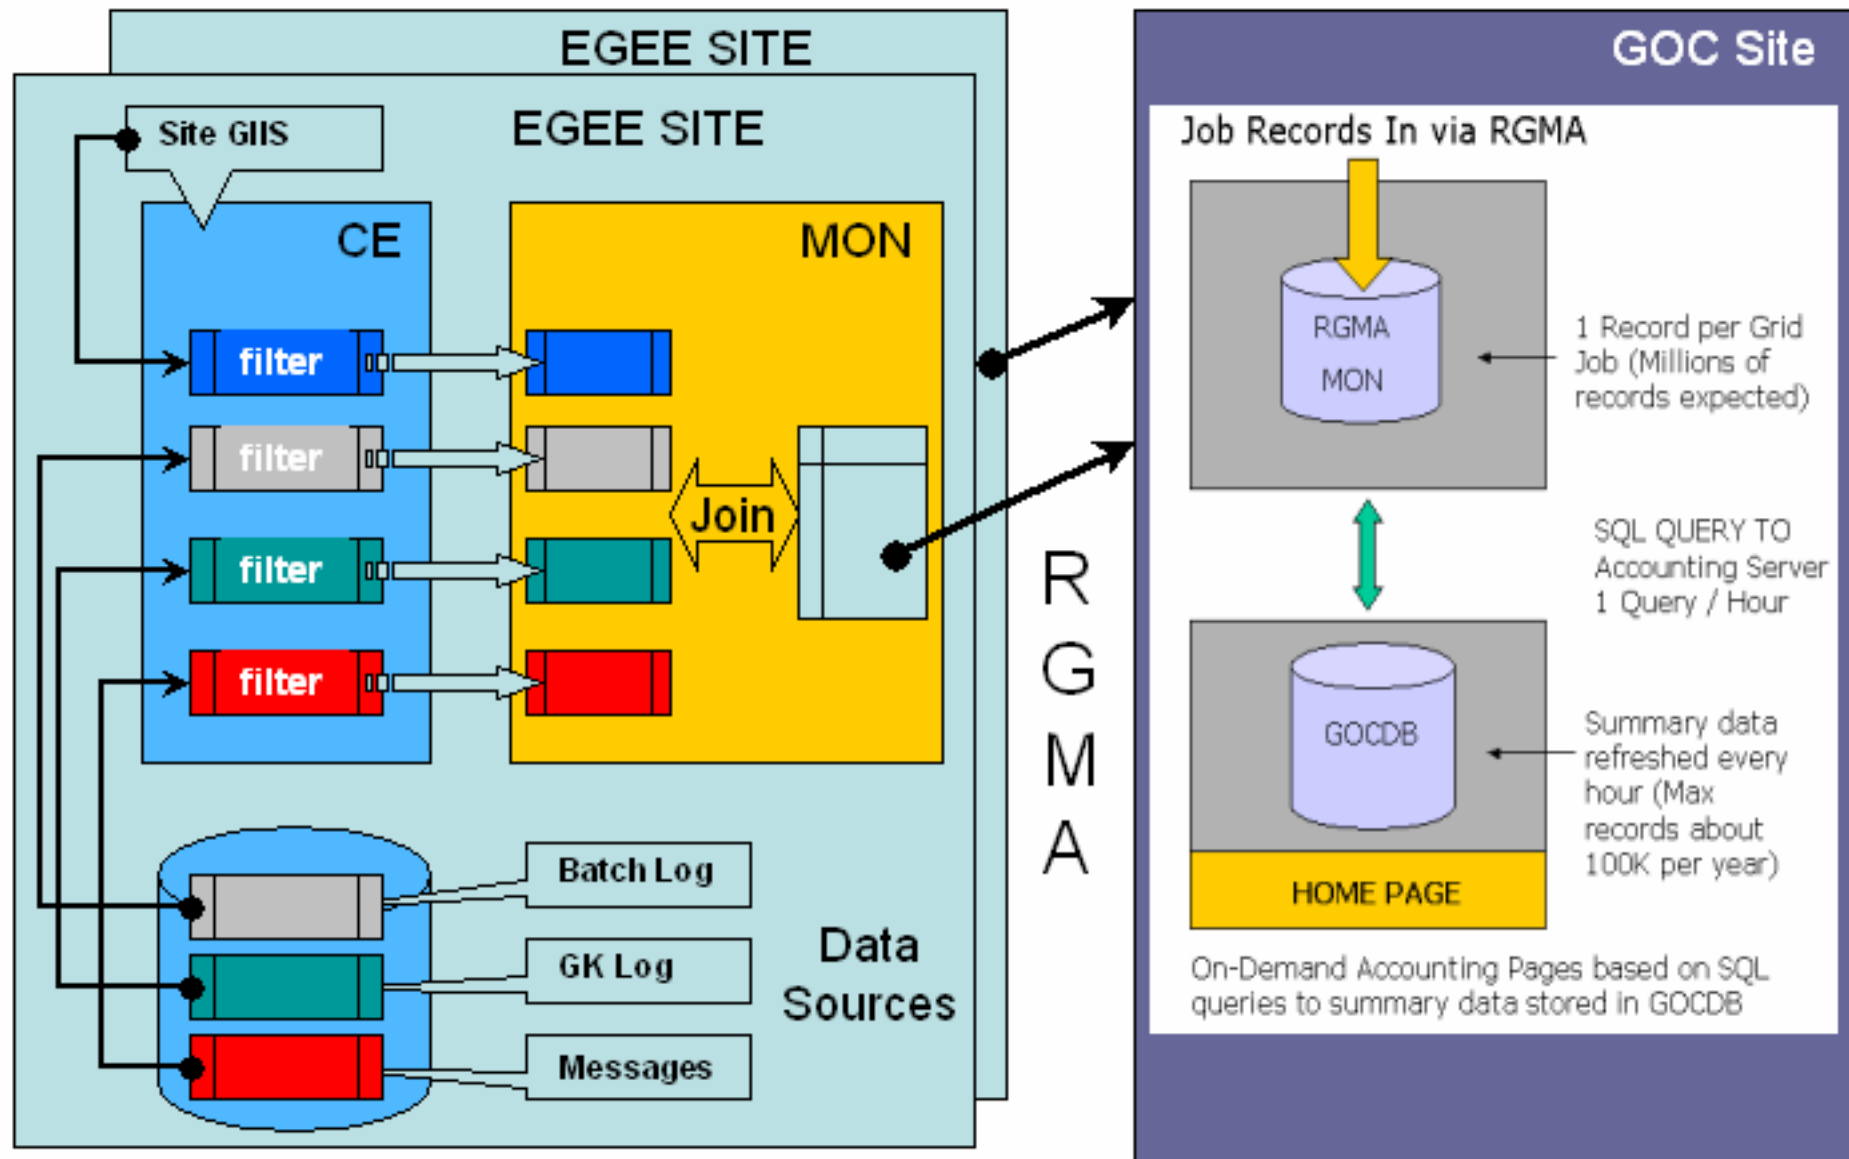 EGEE SITE
EGEE SITE
Site GIIS
CE
MON
filter
filter
filter
filter
Join
Batch Log
GK Log
Messages
Data
Sources
R
G
M
A
GOC Site
Job Records In via RGMA
RGMA
MON
1 Record per Grid
Job (Millions of
records expected)
SQL QUERY TO
Accounting Server
1 Query / Hour
GOCDB
Summary data
refreshed every
hour (Max
records about
100K per year)
HOME PAGE
On-Demand Accounting Pages based on SQL
queries to summary data stored in GOCDB